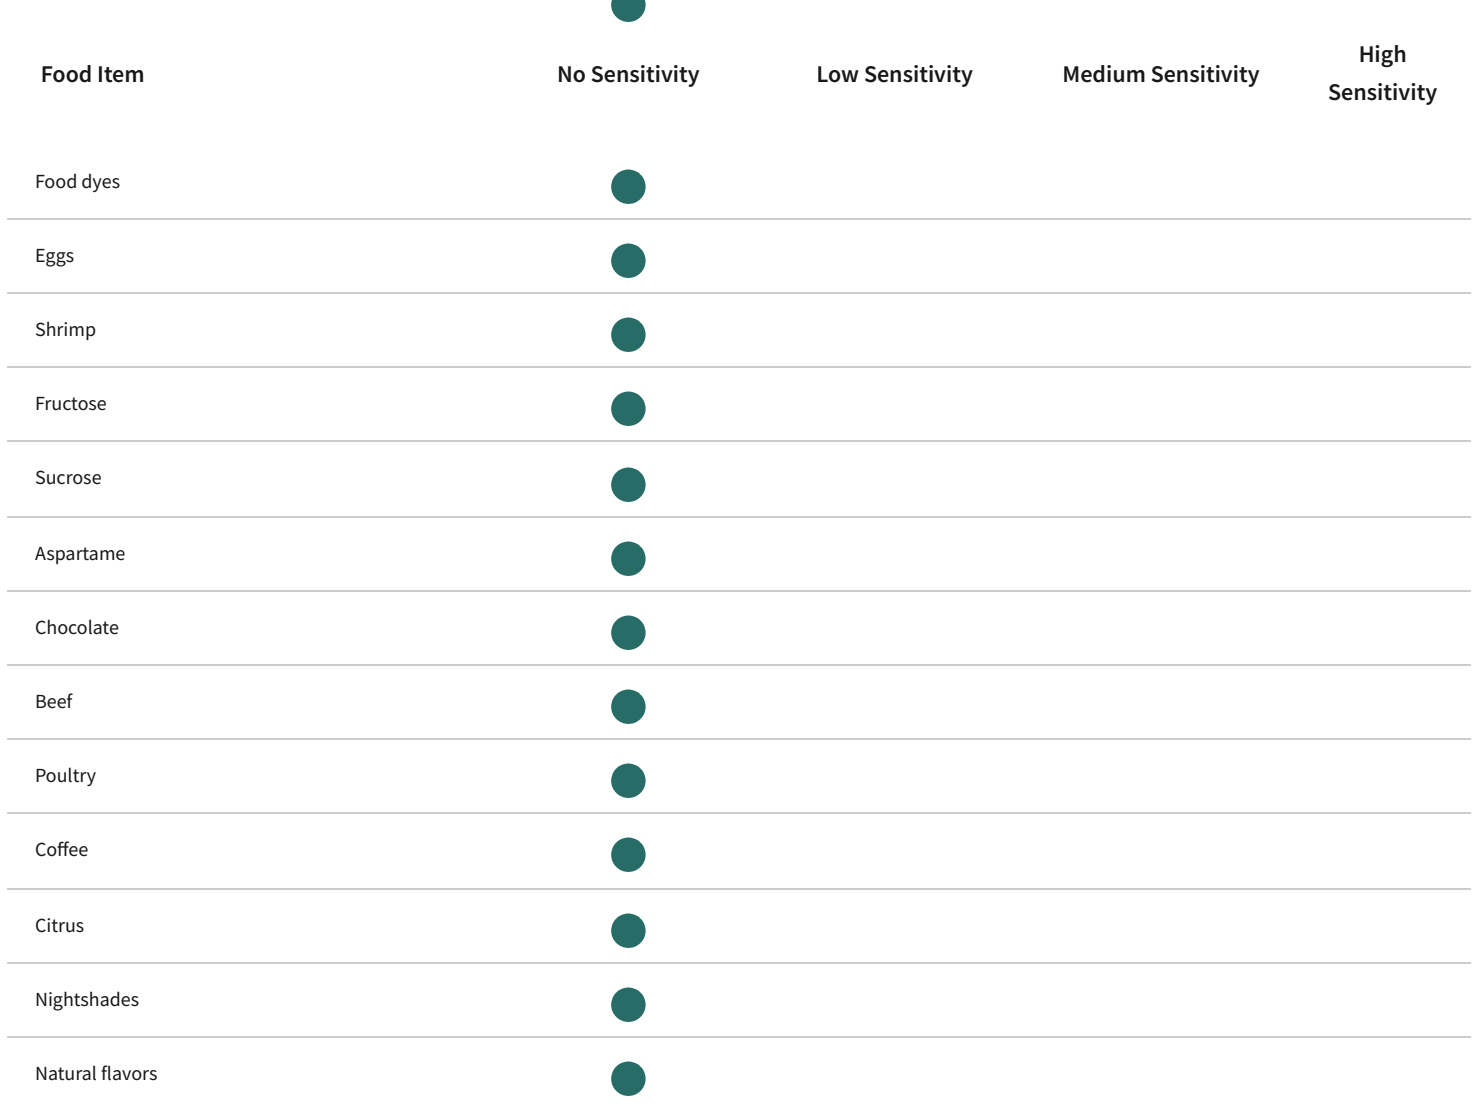 Food Item No Sensitivity Low Sensitivity Medium Sensitivity High
Sensitivity
Food dyes
Eggs
Shrimp
Fructose
Sucrose
Aspartame
Chocolate
Beef
Poultry
Coffee
Citrus
Nightshades
Natural flavors